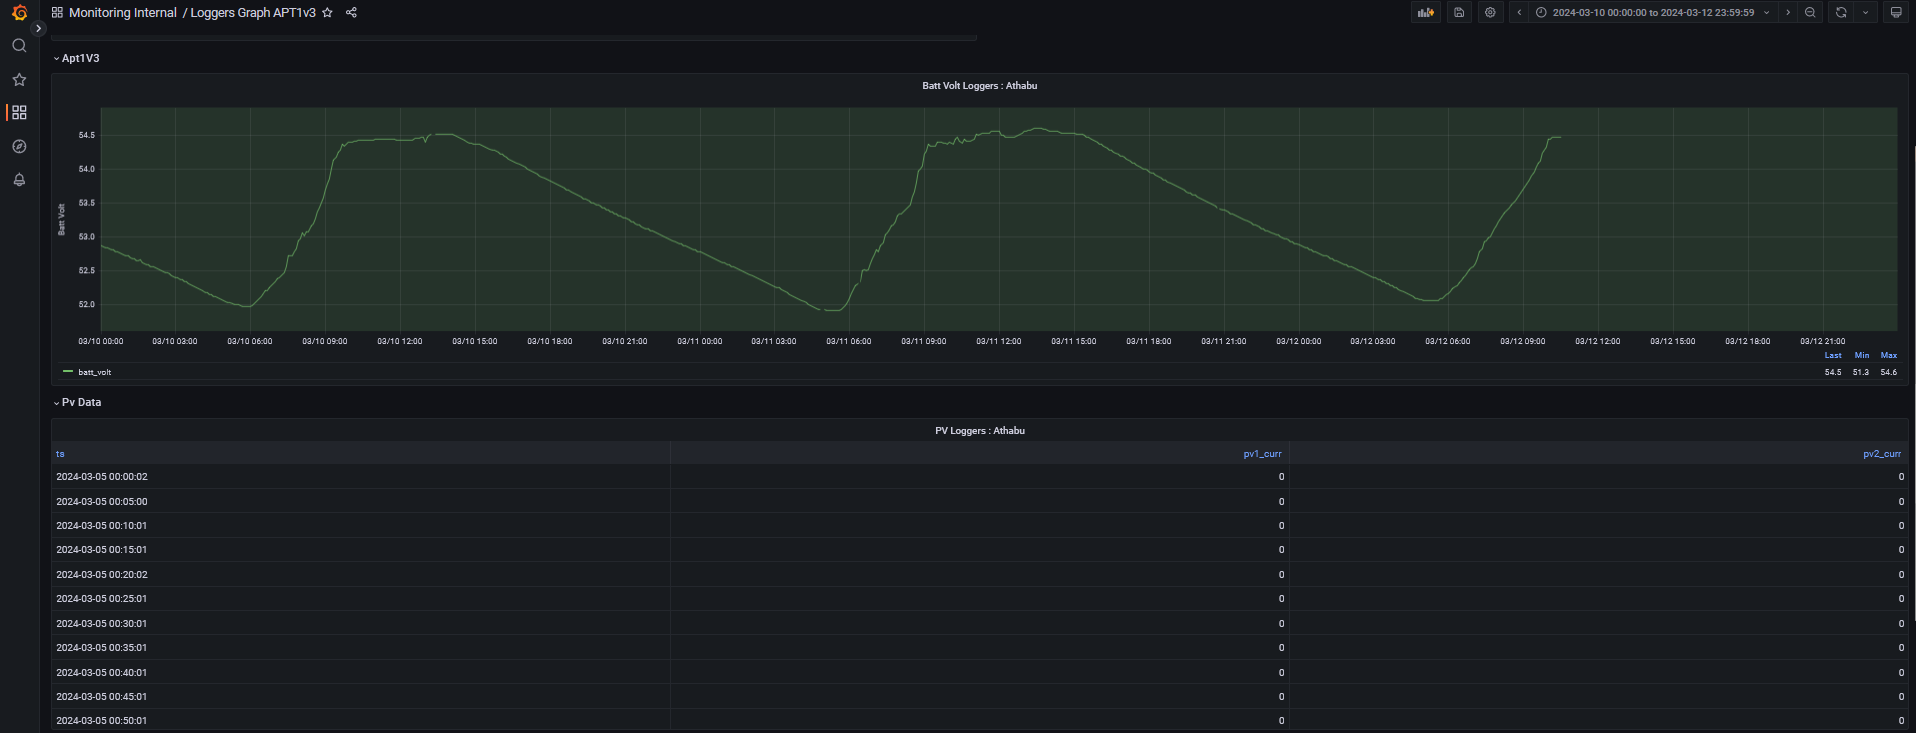 Monitoring Internal / Loggers Graph APT1v3
2024-03-10 00:00:00 to 2024-03-12 23:59:59
Apt1V3
Batt Volt Loggers : Athabu
Batt Volt
54.5
54.0
53.5
53.0
52.5
52.0
03/10 00:00 03/10 03:00 03/10 06:00 03/10 09:00 03/10 12:00 03/10 15:00 03/10 18:00 03/10 21:00 03/11 00:00 03/11 03:00 03/11 06:00 03/11 09:00 03/11 12:00 03/11 15:00 03/11 18:00 03/11 21:00 03/12 00:00 03/12 03:00 03/12 06:00 03/12 09:00 03/12 12:00 03/12 15:00 03/12 18:00 03/12 21:00
Last Min Max
batt_volt 54.5 51.3 54.6
Pv Data
PV Loggers : Athabu
ts pv1_curr pv2_curr
2024-03-05 00:00:02 0 0
2024-03-05 00:05:00 0 0
2024-03-05 00:10:01 0 0
2024-03-05 00:15:01 0 0
2024-03-05 00:20:02 0 0
2024-03-05 00:25:01 0 0
2024-03-05 00:30:01 0 0
2024-03-05 00:35:01 0 0
2024-03-05 00:40:01 0 0
2024-03-05 00:45:01 0 0
2024-03-05 00:50:01 0 0